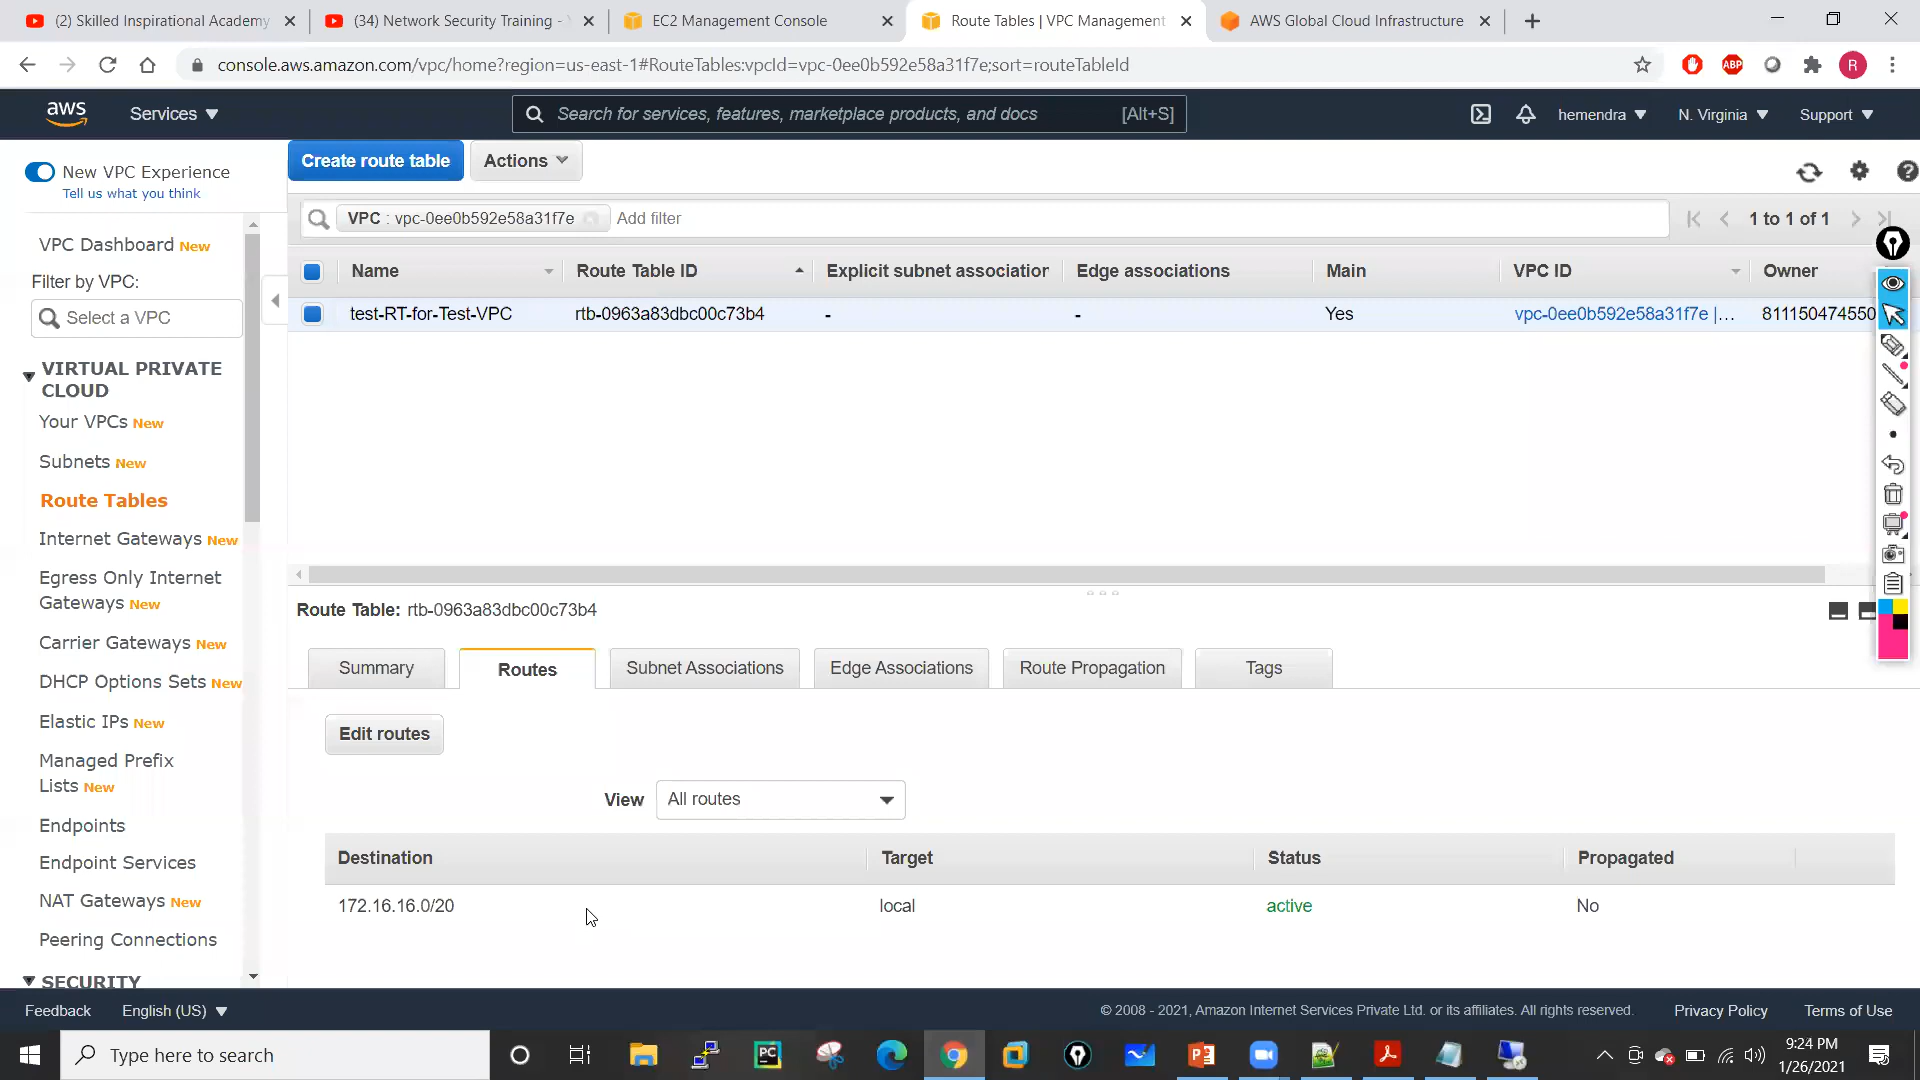 (2) Skilled Inspirational Academy
(34) Network Security Training -
EC2 Management Console
Route Tables | VPC Management
AWS Global Cloud Infrastructure
console.aws.amazon.com/vpc/home?region=us-east-1#RouteTables:vpcId=vpc-0ee0b592e58a31f7e;sort=routeTableId
ABP
R
aws
Services
Search for services, features, marketplace products, and docs
[Alt+S]
hemendra
N. Virginia
Support
New VPC Experience
Tell us what you think
Create route table
Actions
VPC : vpc-0ee0b592e58a31f7e
Add filter
1 to 1 of 1
VPC Dashboard New
Filter by VPC:
Select a VPC
VIRTUAL PRIVATE
CLOUD
Your VPCs New
Subnets New
Route Tables
Internet Gateways New
Egress Only Internet
Gateways New
Carrier Gateways New
DHCP Options Sets New
Elastic IPs New
Managed Prefix
Lists New
Endpoints
Endpoint Services
NAT Gateways New
Peering Connections
SECURITY
Name
Route Table ID
Explicit subnet association
Edge associations
Main
VPC ID
Owner
test-RT-for-Test-VPC
rtb-0963a83dbc00c73b4
-
-
Yes
vpc-0ee0b592e58a31f7e |...
811150474550
Route Table: rtb-0963a83dbc00c73b4
Summary
Routes
Subnet Associations
Edge Associations
Route Propagation
Tags
Edit routes
View
All routes
Destination
Target
Status
Propagated
172.16.16.0/20
local
active
No
Feedback
English (US)
© 2008 - 2021, Amazon Internet Services Private Ltd. or its affiliates. All rights reserved.
Privacy Policy
Terms of Use
Type here to search
PC
9:24 PM
1/26/2021